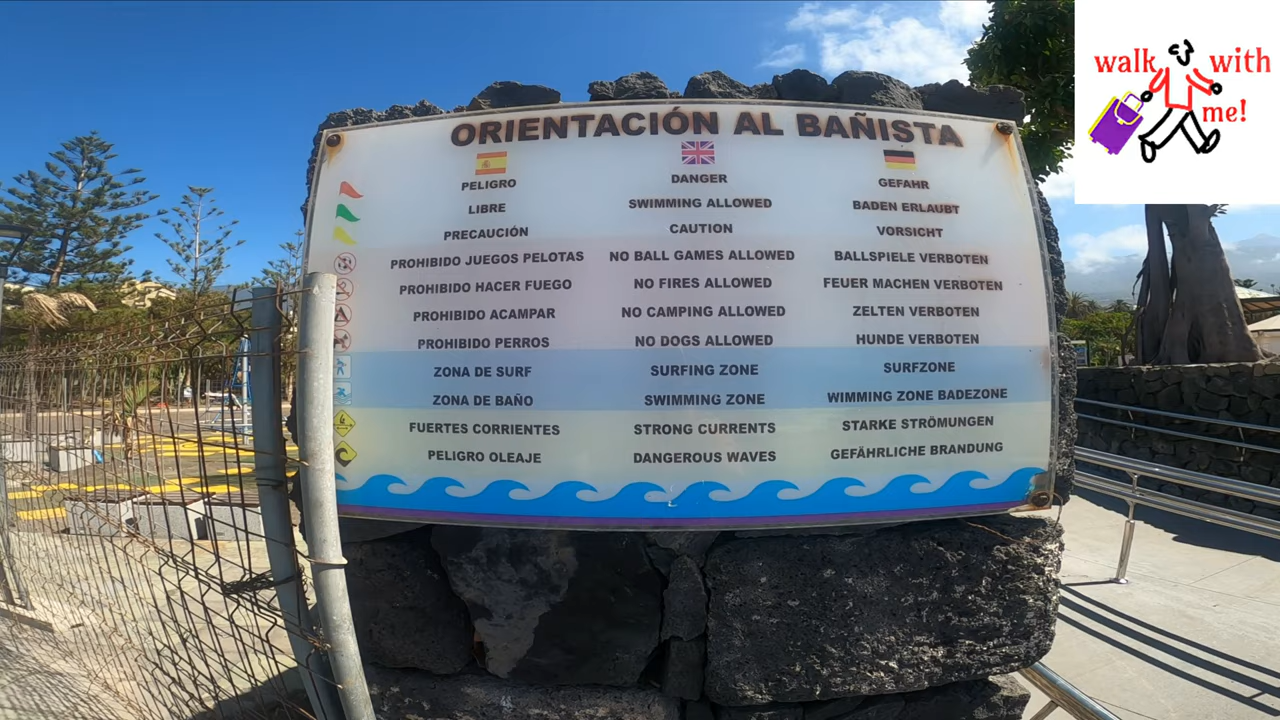 ORIENTACIÓN AL BAÑISTA
PELIGRO DANGER GEFAHR
LIBRE SWIMMING ALLOWED BADEN ERLAUBT
PRECAUCIÓN CAUTION VORSICHT
PROHIBIDO JUEGOS PELOTAS NO BALL GAMES ALLOWED BALLSPIELE VERBOTEN
PROHIBIDO HACER FUEGO NO FIRES ALLOWED FEUER MACHEN VERBOTEN
PROHIBIDO ACAMPAR NO CAMPING ALLOWED ZELTEN VERBOTEN
PROHIBIDO PERROS NO DOGS ALLOWED HUNDE VERBOTEN
ZONA DE SURF SURFING ZONE SURFZONE
ZONA DE BAÑO SWIMMING ZONE WIMMING ZONE BADEZONE
FUERTES CORRIENTES STRONG CURRENTS STARKE STRÖMUNGEN
PELIGRO OLEAJE DANGEROUS WAVES GEFÄHRLICHE BRANDUNG
walk with
me!